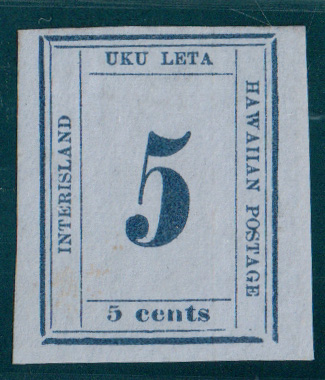 UKU LETA
INTERISLAND
5
HAWAIIAN POSTAGE
5 cents